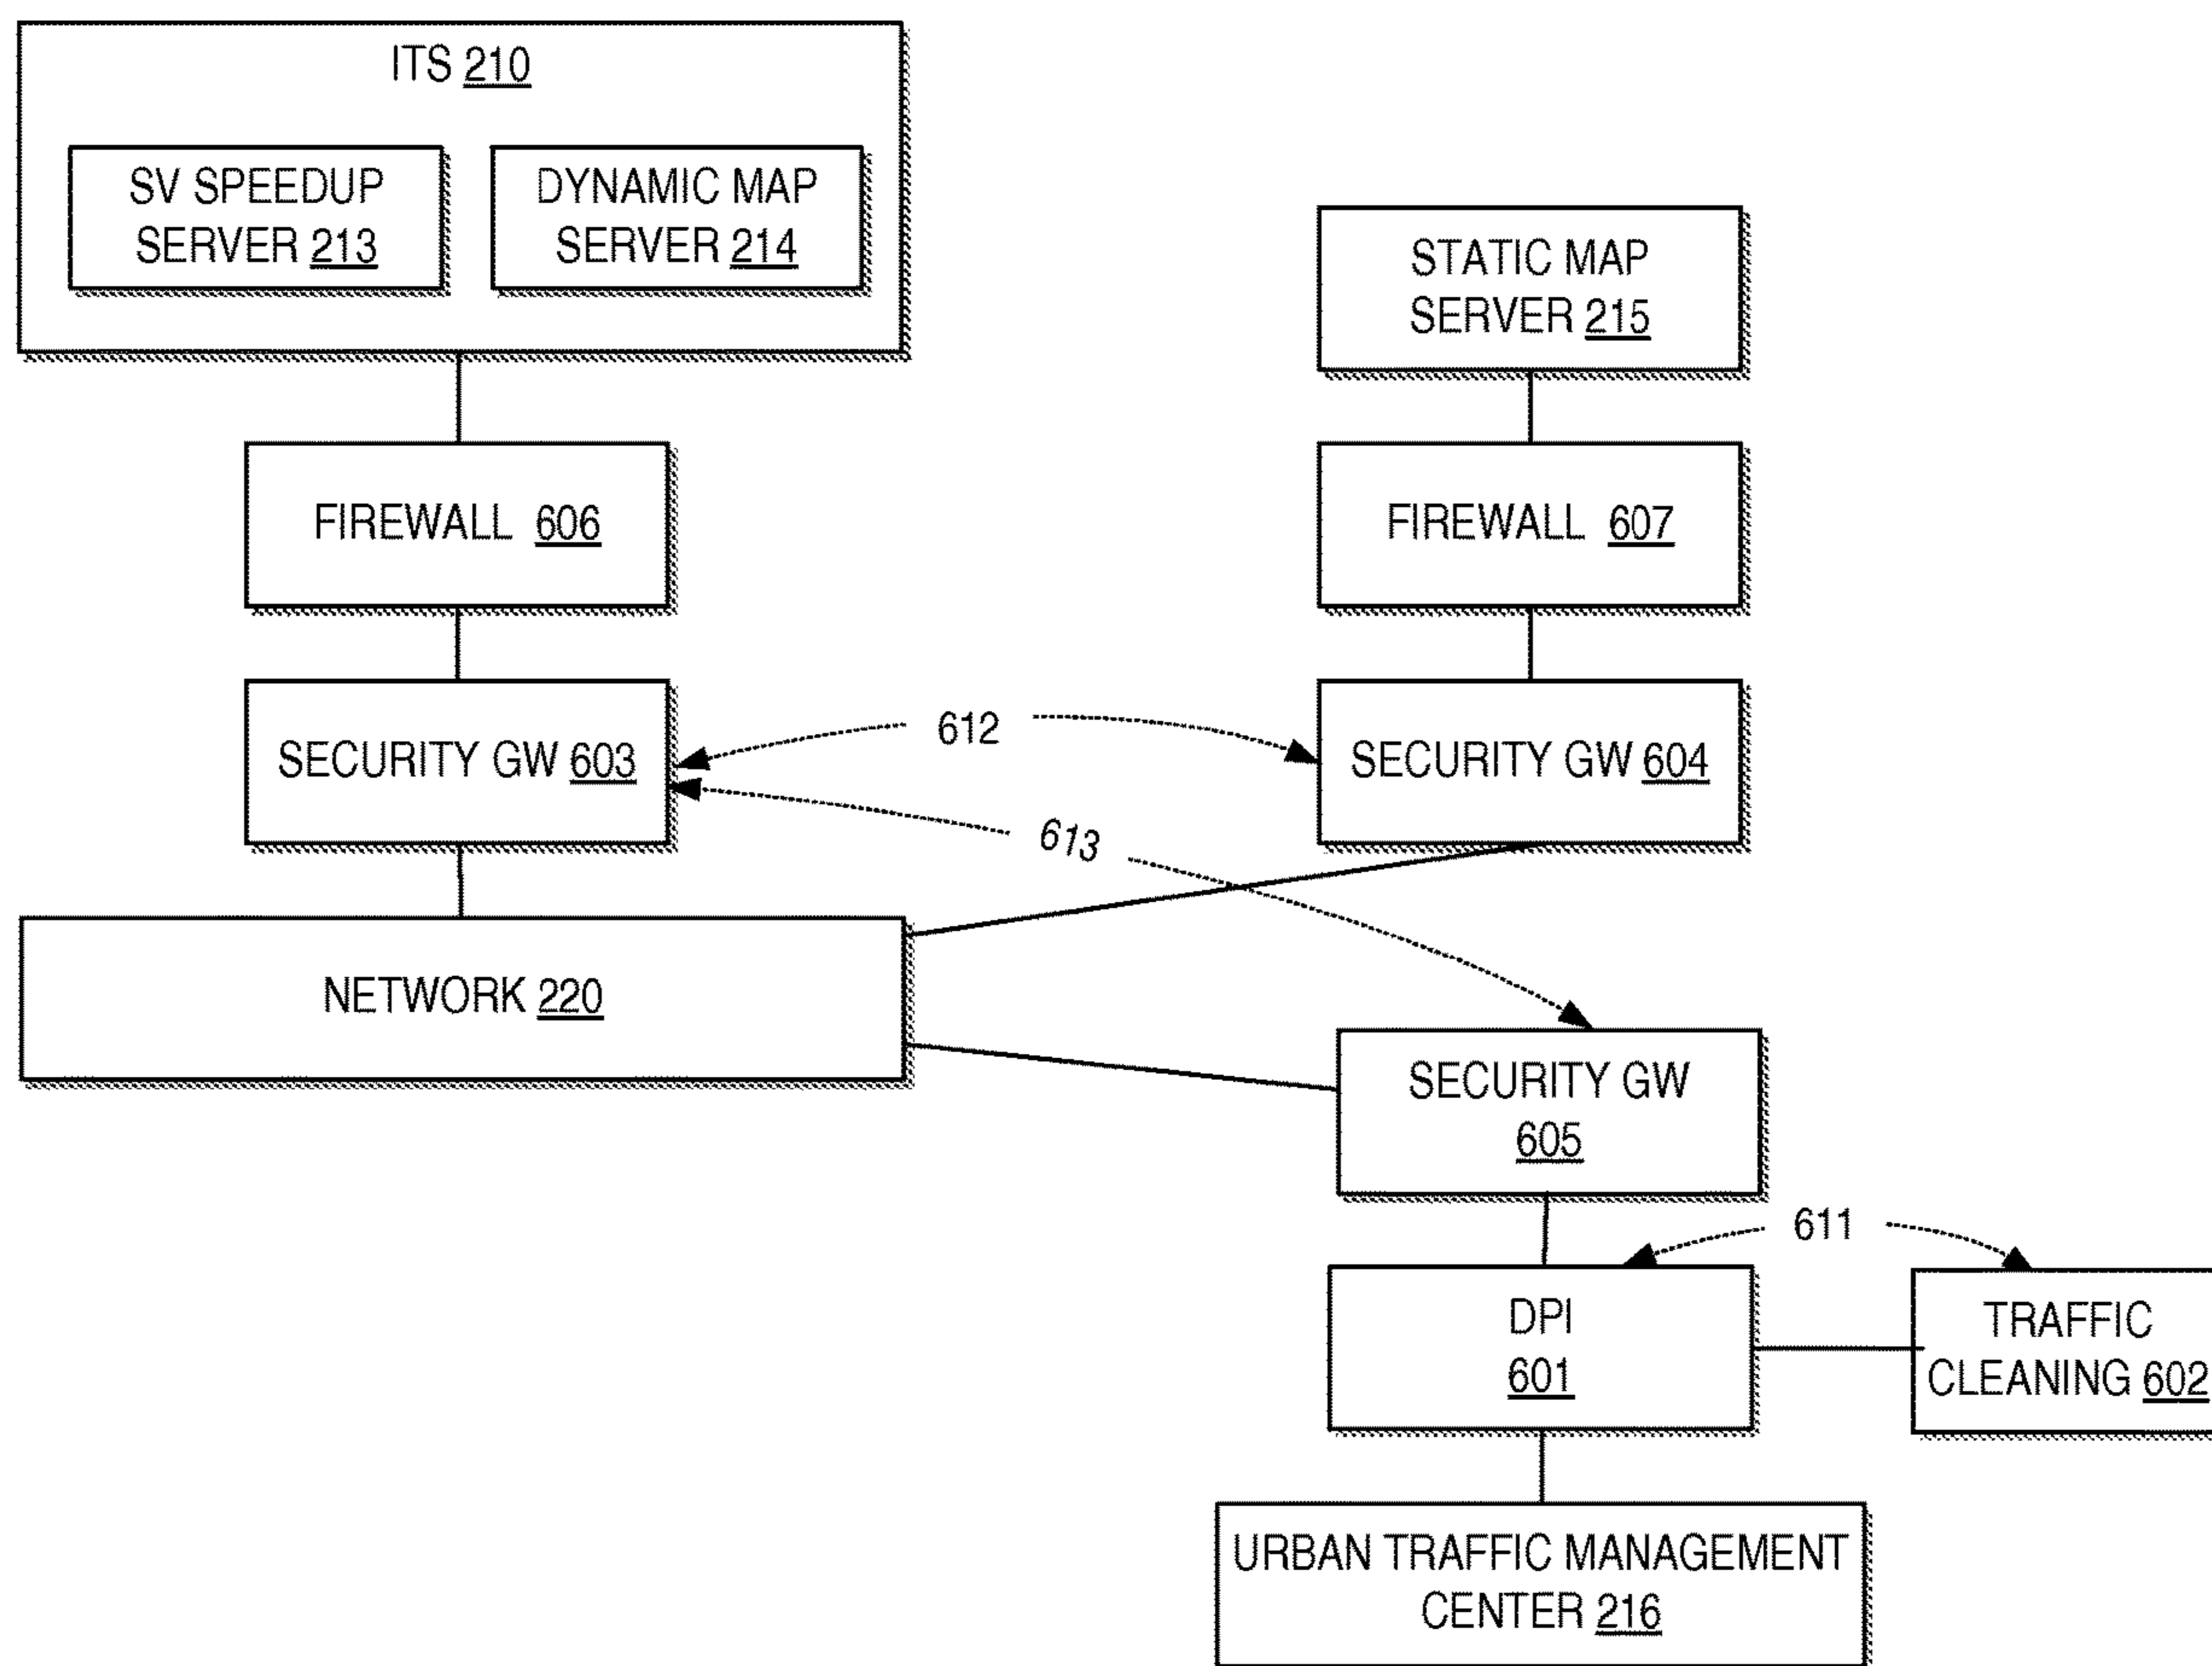 ITS 210
SV SPEEDUP
SERVER 213
DYNAMIC MAP
SERVER 214
STATIC MAP
SERVER 215
FIREWALL 606
FIREWALL 607
SECURITY GW 603
612
SECURITY GW 604
613
NETWORK 220
SECURITY GW
605
611
DPI
601
TRAFFIC
CLEANING 602
URBAN TRAFFIC MANAGEMENT
CENTER 216